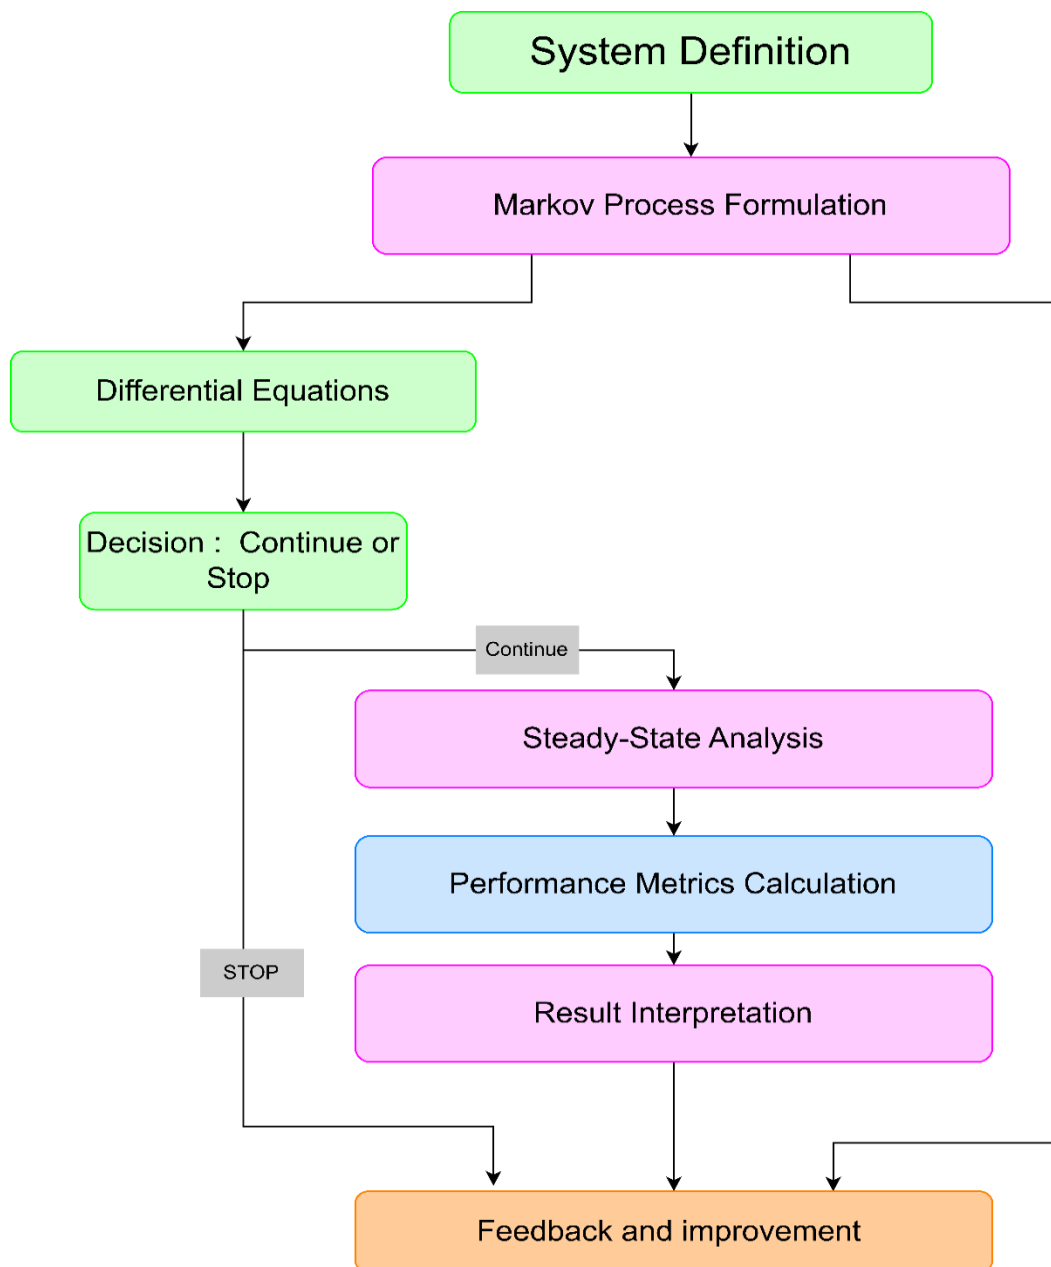 System Definition
Markov Process Formulation
Differential Equations
Decision :  Continue or
Stop
Continue
Steady-State Analysis
Performance Metrics Calculation
STOP
Result Interpretation
Feedback and improvement